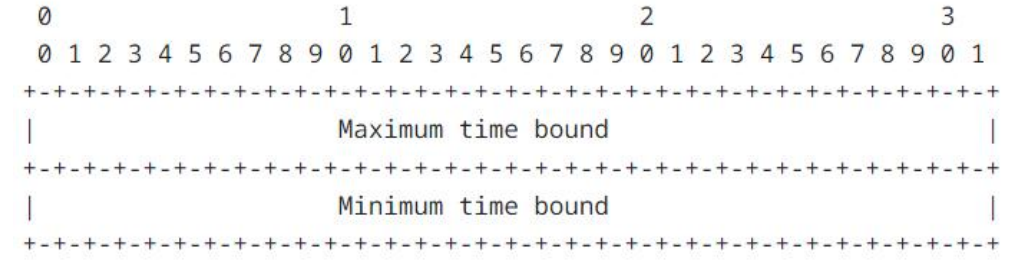 0                   1                   2                   3
 0 1 2 3 4 5 6 7 8 9 0 1 2 3 4 5 6 7 8 9 0 1 2 3 4 5 6 7 8 9 0 1
+-+-+-+-+-+-+-+-+-+-+-+-+-+-+-+-+-+-+-+-+-+-+-+-+-+-+-+-+-+-+-+-+
|                    Maximum time bound                         |
+-+-+-+-+-+-+-+-+-+-+-+-+-+-+-+-+-+-+-+-+-+-+-+-+-+-+-+-+-+-+-+-+
|                    Minimum time bound                         |
+-+-+-+-+-+-+-+-+-+-+-+-+-+-+-+-+-+-+-+-+-+-+-+-+-+-+-+-+-+-+-+-+